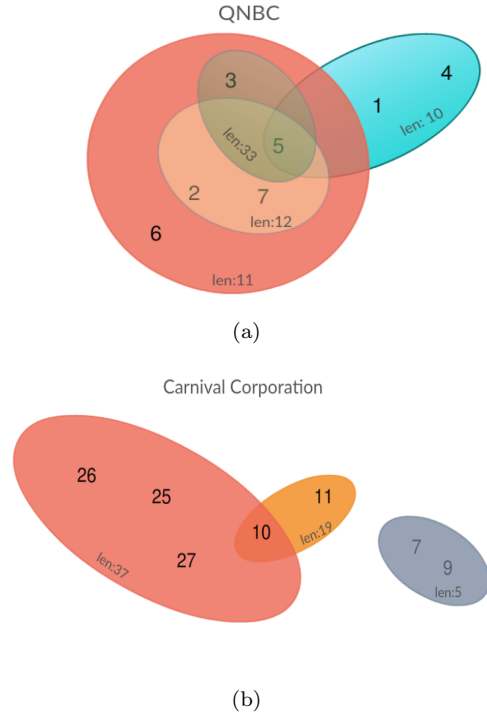 QNBC
3
4
1
len: 10
5
len:33
2
7
len:12
6
len:11
(a)
Carnival Corporation
26
25
11
10
len:19
27
len:37
7
9
len:5
(b)